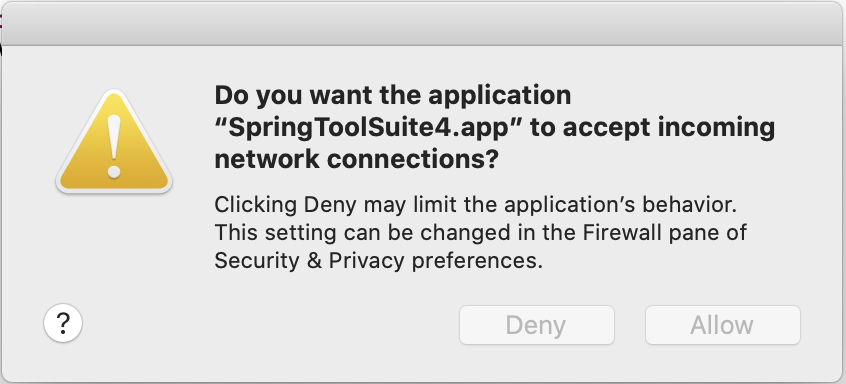 Do you want the application
“SpringToolSuite4.app” to accept incoming
network connections?
Clicking Deny may limit the application’s behavior.
This setting can be changed in the Firewall pane of
Security & Privacy preferences.
?
Deny
Allow